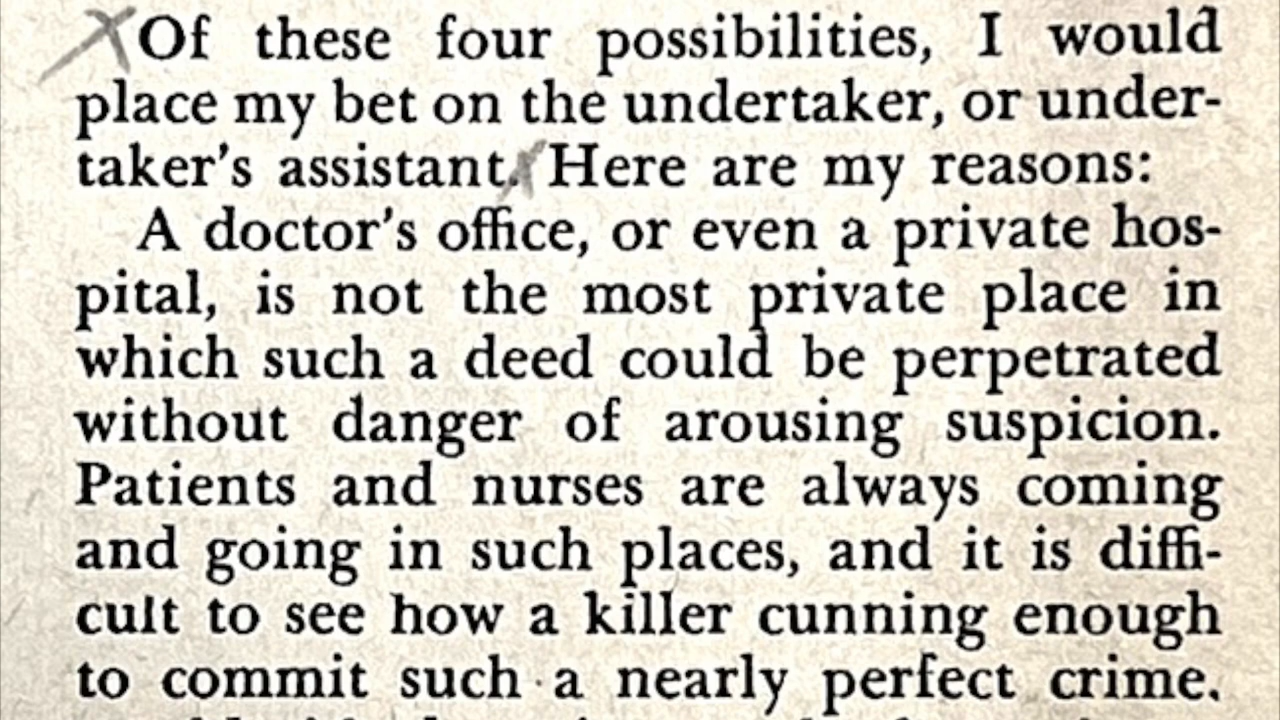 Of these four possibilities, I would
place my bet on the undertaker, or under-
taker's assistant. Here are my reasons:
A doctor's office, or even a private hos-
pital, is not the most private place in
which such a deed could be perpetrated
without danger of arousing suspicion.
Patients and nurses are always coming
and going in such places, and it is diffi-
cult to see how a killer cunning enough
to commit such a nearly perfect crime,